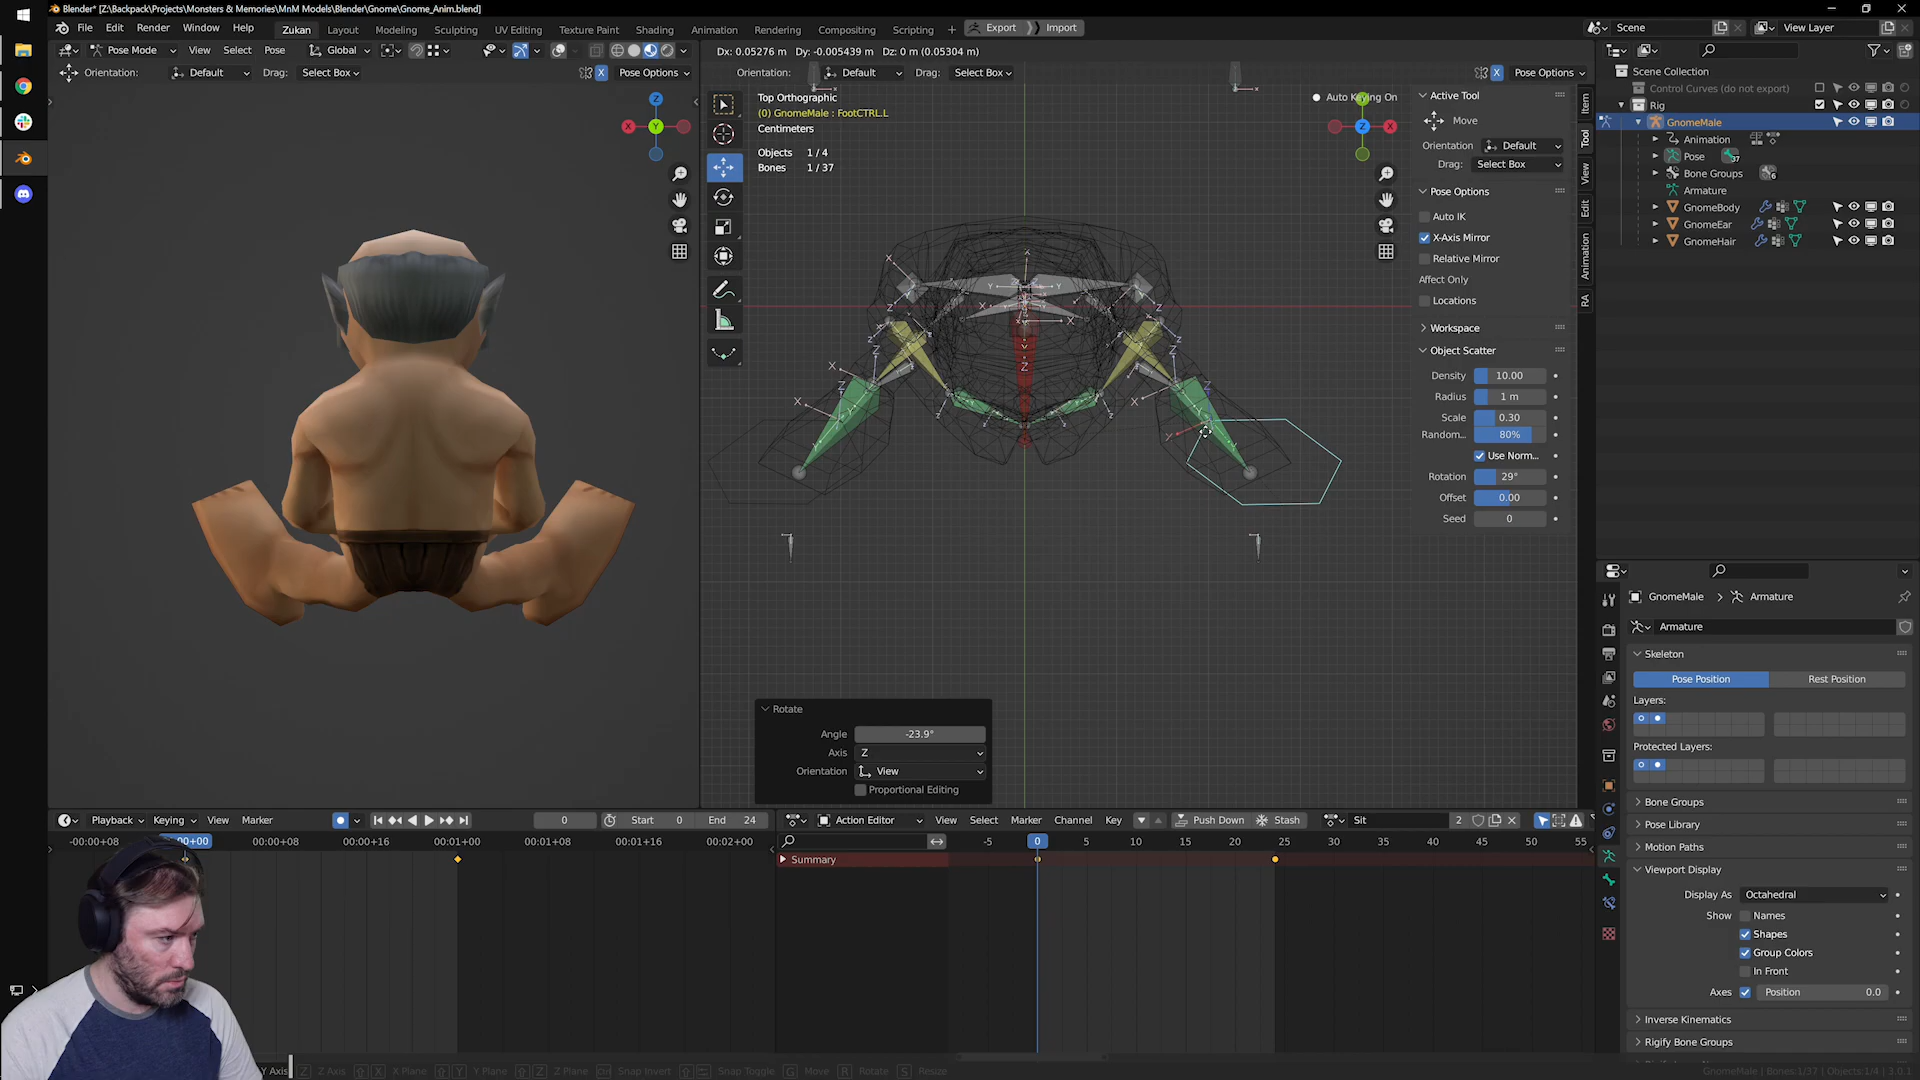 Blender* [Z:\Backpack\Projects\Monsters & Memories\MnM Models\Blender\Gnome\Gnome_Anim.blend]
File Edit Render Window Help Zukan Layout Modeling Sculpting UV Editing Texture Paint Shading Animation Rendering Compositing Scripting Export Import Scene View Layer
Pose Mode View Select Pose Global
Orientation: Default Drag: Select Box X Pose Options
Dx: 0.05276 m Dy: -0.005439 m Dz: 0 m (0.05304 m)
Orientation: Default Drag: Select Box X Pose Options
Top Orthographic
(0) GnomeMale : FootCTRL.L
Centimeters
Objects 1 / 4
Bones 1 / 37
Auto Keying On
Active Tool
Move
Orientation Default
Drag: Select Box
Pose Options
Auto IK
X-Axis Mirror
Relative Mirror
Affect Only
Locations
Workspace
Object Scatter
Density 10.00
Radius 1 m
Scale 0.30
Random... 80%
Use Norm...
Rotation 29°
Offset 0.00
Seed 0
Item
Tool
View
Edit
Animation
RA
Scene Collection
Control Curves (do not export)
Rig
GnomeMale
Animation
Pose 37
Bone Groups 6
Armature
GnomeBody
GnomeEar
GnomeHair
Rotate
Angle -23.9°
Axis Z
Orientation View
Proportional Editing
GnomeMale > Armature
Armature
Skeleton
Pose Position Rest Position
Layers:
Protected Layers:
Bone Groups
Pose Library
Motion Paths
Viewport Display
Display As Octahedral
Show Names
Shapes
Group Colors
In Front
Axes Position 0.0
Inverse Kinematics
Rigify Bone Groups
Playback Keying View Marker 0 Start 0 End 24
-00:00+08 00+00 00:00+08 00:00+16 00:01+00 00:01+08 00:01+16 00:02+00
Action Editor View Select Marker Channel Key Push Down Stash Sit 2
-5 0 5 10 15 20 25 30 35 40 45 50 55
Summary
Y Axis Z Z Axis X X Plane Y Y Plane Z Z Plane Snap Invert Snap Toggle G Move R Rotate S Resize
GnomeMale | Bones:1/37 | Objects:1/4 | 3.0.1